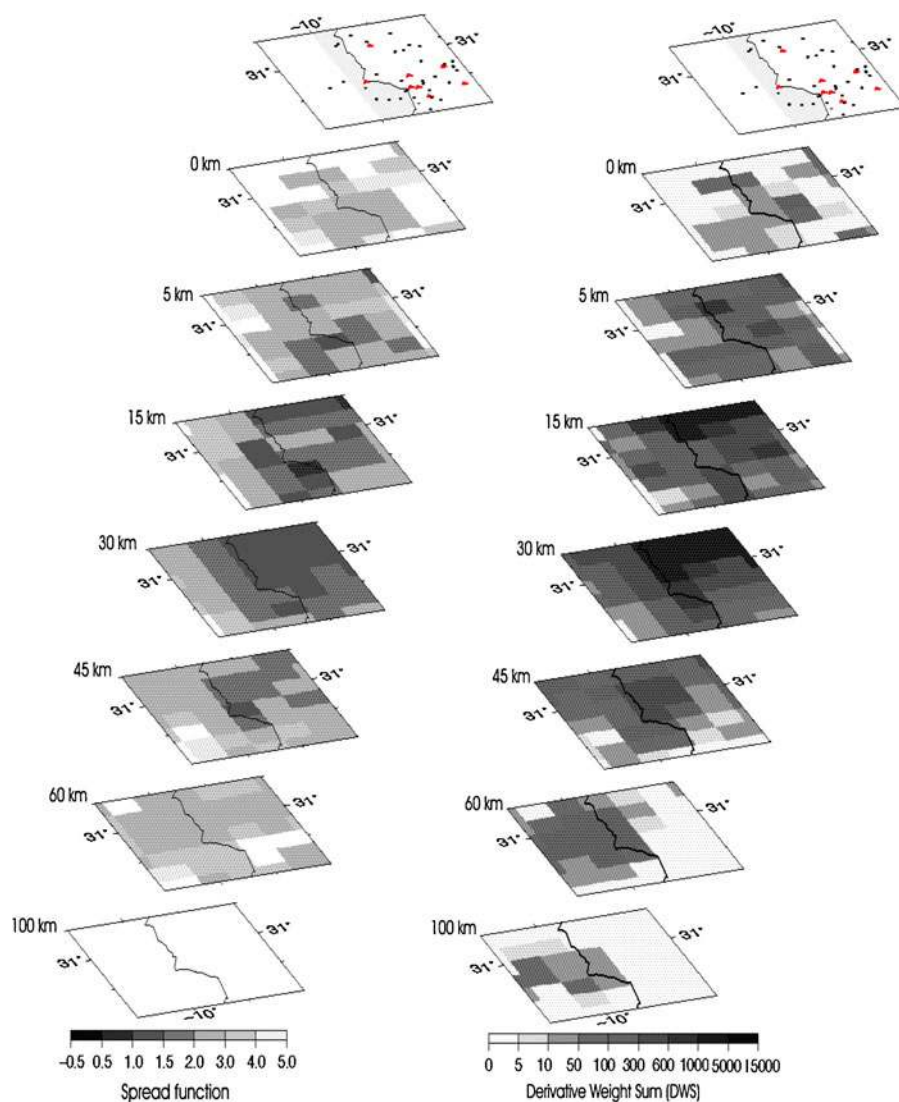 ~10°
31°
31°
31°
31°
~10°
0 km
31°
31°
0 km
31°
31°
5 km
31°
31°
5 km
31°
31°
15 km
31°
31°
15 km
31°
31°
30 km
31°
31°
30 km
31°
31°
45 km
31°
31°
45 km
31°
31°
60 km
31°
31°
60 km
31°
31°
100 km
31°
31°
~10°
100 km
31°
31°
~10°
-0.5 0.5 1.0 1.5 2.0 3.0 4.0 5.0
Spread function
0 5 10 50 100 300 600 1000 5000 15000
Derivative Weight Sum (DWS)